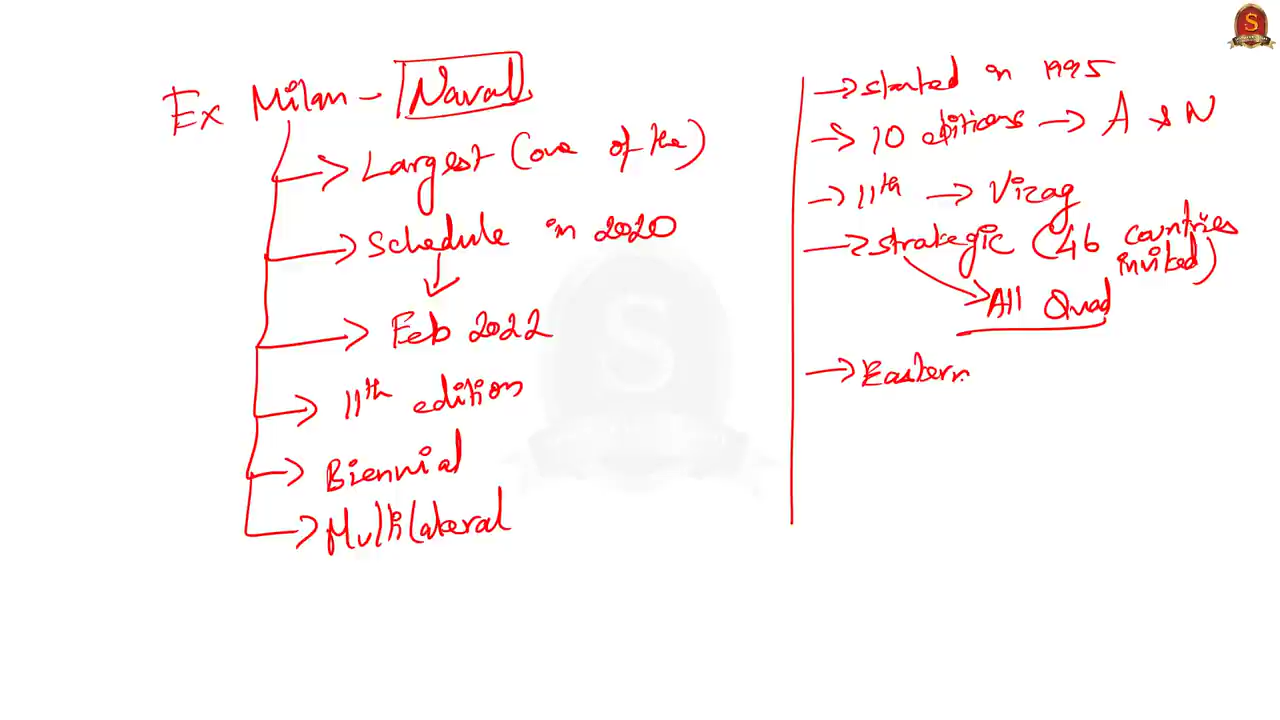 Ex Milan - Naval
→ Largest (one of the)
→ Schedule in 2020
→ Feb 2022
→ 11th edition
→ Biennial
→ Multilateral
→ started in 1995
→ 10 editions → A & N
→ 11th → Vizag
→ strategic (46 countries
invited)
All Quad
→ Eastern
S
S